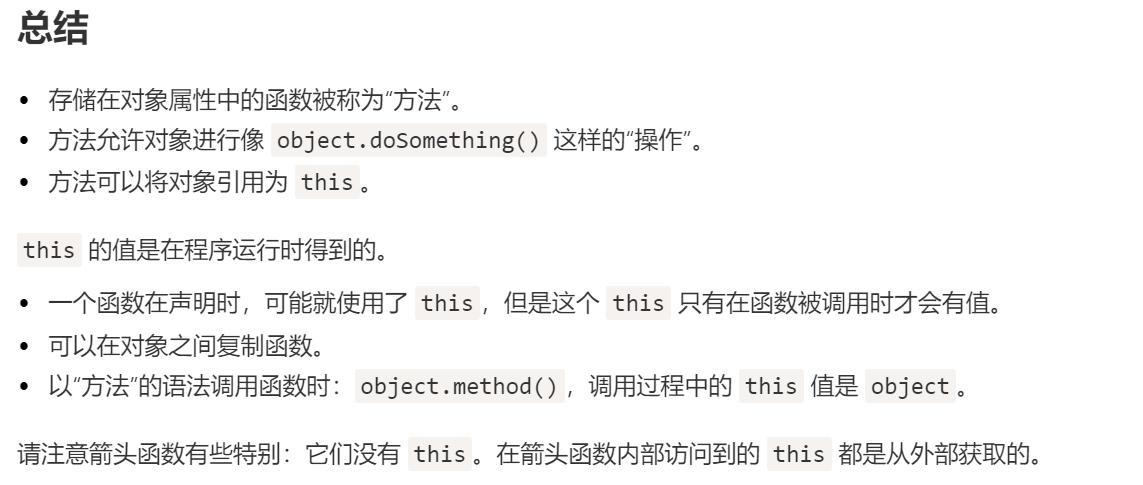 总结
存储在对象属性中的函数被称为“方法”。
方法允许对象进行像 object.doSomething() 这样的“操作”。
方法可以将对象引用为 this。
this 的值是在程序运行时得到的。
一个函数在声明时，可能就使用了 this，但是这个 this 只有在函数被调用时才会有值。
可以在对象之间复制函数。
以“方法”的语法调用函数时：object.method()，调用过程中的 this 值是 object。
请注意箭头函数有些特别：它们没有 this。在箭头函数内部访问到的 this 都是从外部获取的。